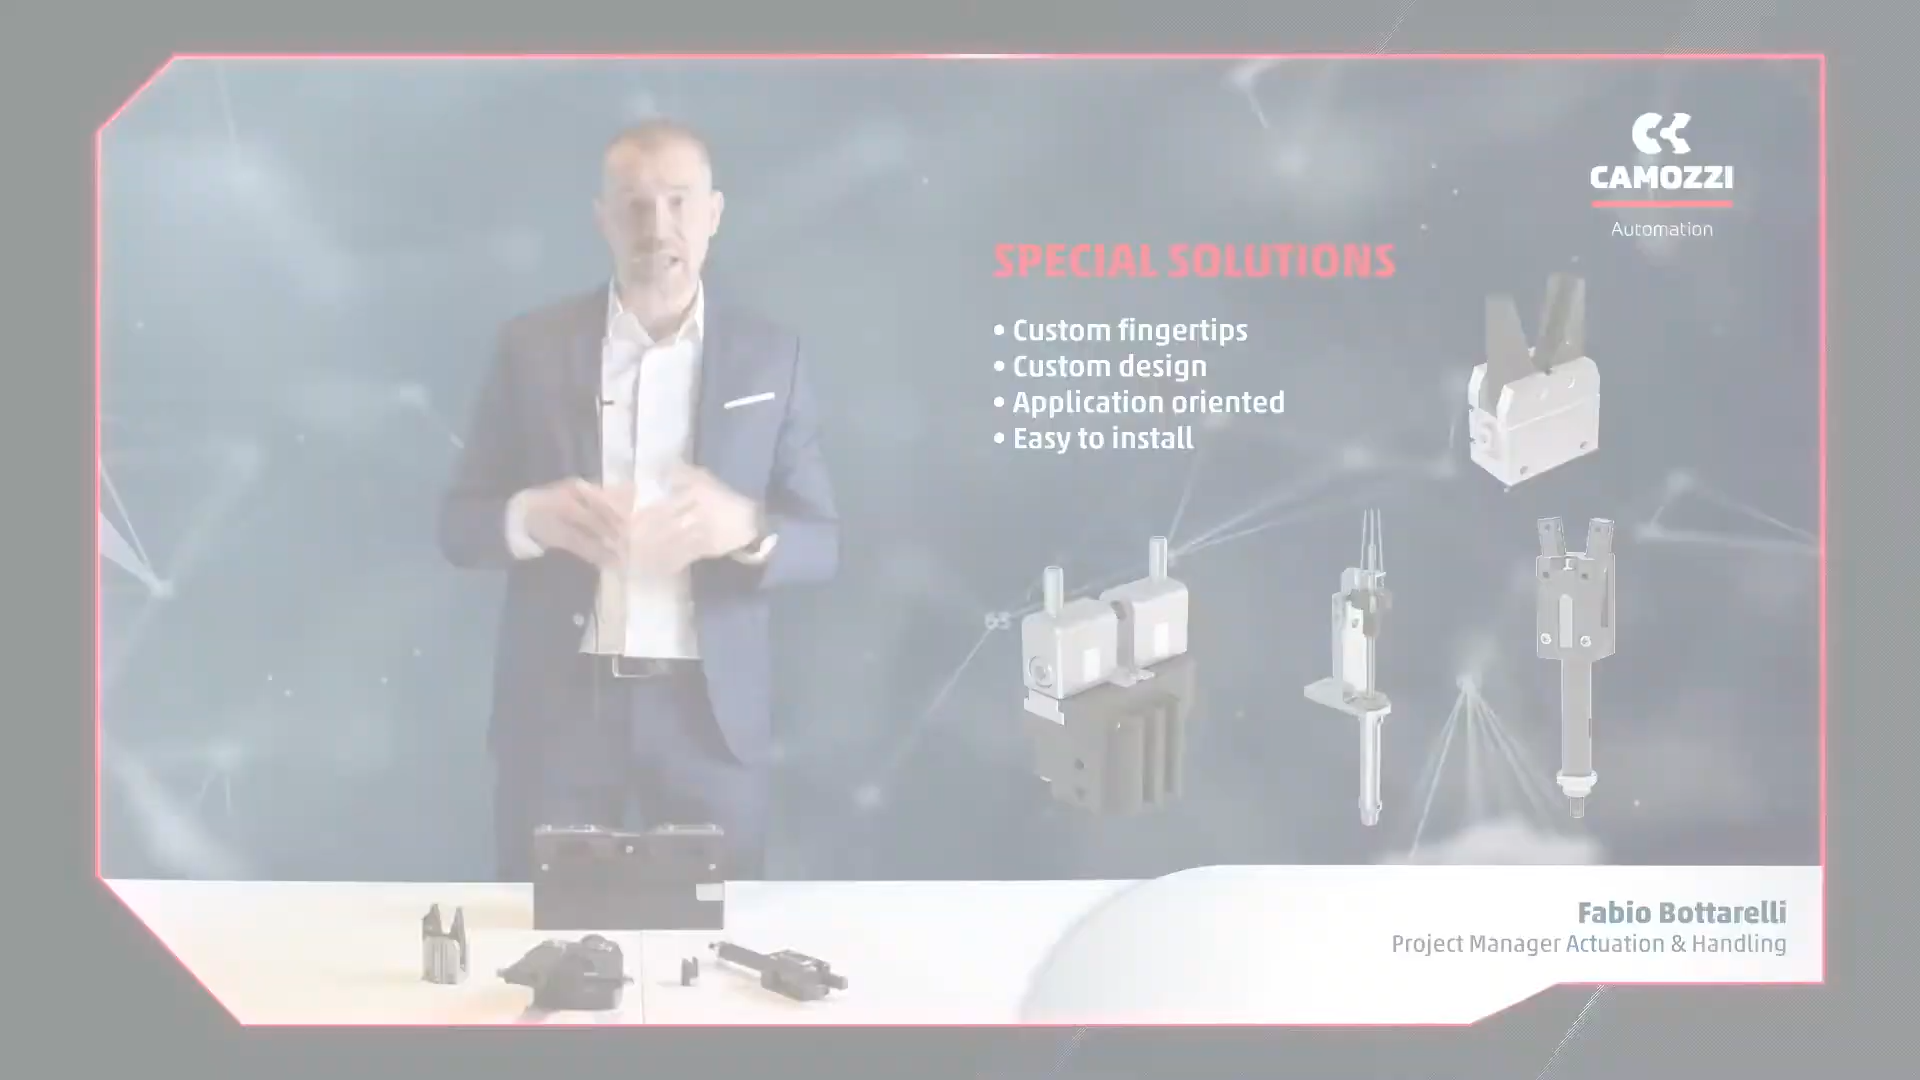 CAMOZZI
Automation
SPECIAL SOLUTIONS
• Custom fingertips
• Custom design
• Application oriented
• Easy to install
Fabio Bottarelli
Project Manager Actuation & Handling